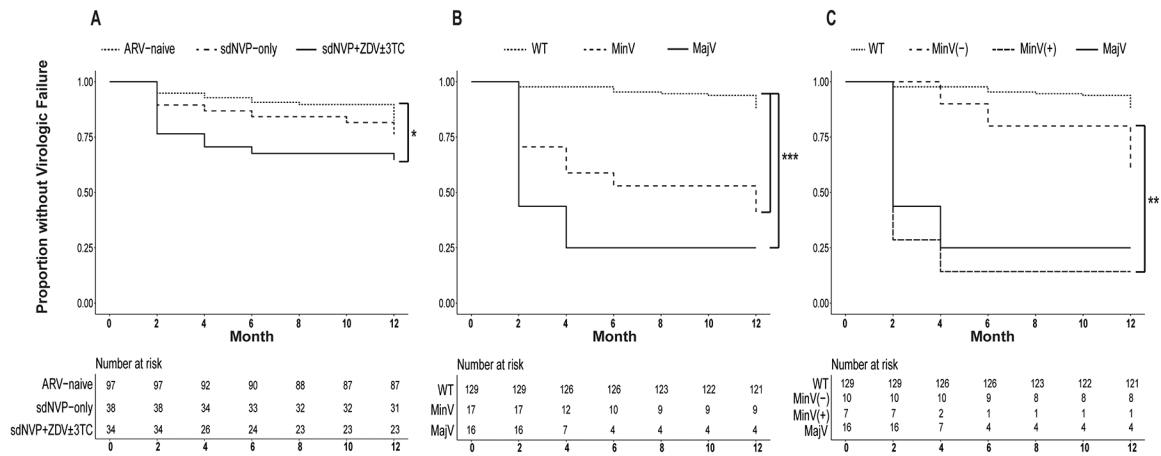 A
B
C
ARV-naive sdNVP-only sdNVP+ZDV±3TC
WT MinV MajV
WT MinV(-) MinV(+) MajV
Proportion without Virologic Failure
1.00
0.75
0.50
0.25
0.00
*
0 2 4 6 8 10 12
Month
1.00
0.75
0.50
0.25
0.00
***
0 2 4 6 8 10 12
Month
1.00
0.75
0.50
0.25
0.00
**
0 2 4 6 8 10 12
Month
Number at risk
ARV-naive 97 97 92 90 88 87 87
sdNVP-only 38 38 34 33 32 32 31
sdNVP+ZDV±3TC 34 34 26 24 23 23 23
0 2 4 6 8 10 12
Number at risk
WT 129 129 126 126 123 122 121
MinV 17 17 12 10 9 9 9
MajV 16 16 7 4 4 4 4
0 2 4 6 8 10 12
Number at risk
WT 129 129 126 126 123 122 121
MinV(-) 10 10 10 9 8 8 8
MinV(+) 7 7 2 1 1 1 1
MajV 16 16 7 4 4 4 4
0 2 4 6 8 10 12